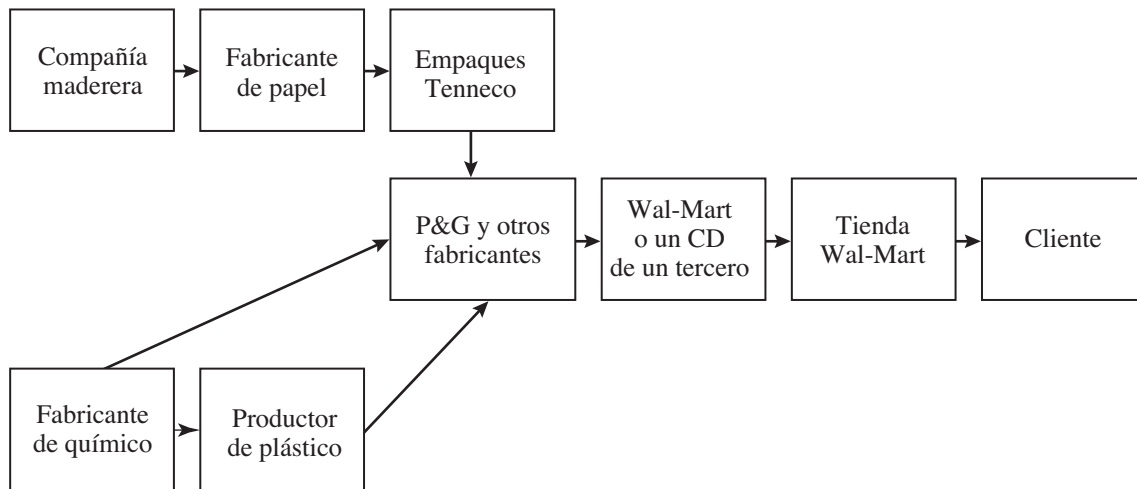 Compañía
maderera
Fabricante
de papel
Empaques
Tenneco
P&G y otros
fabricantes
Wal-Mart
o un CD
de un tercero
Tienda
Wal-Mart
Cliente
Fabricante
de químico
Productor
de plástico